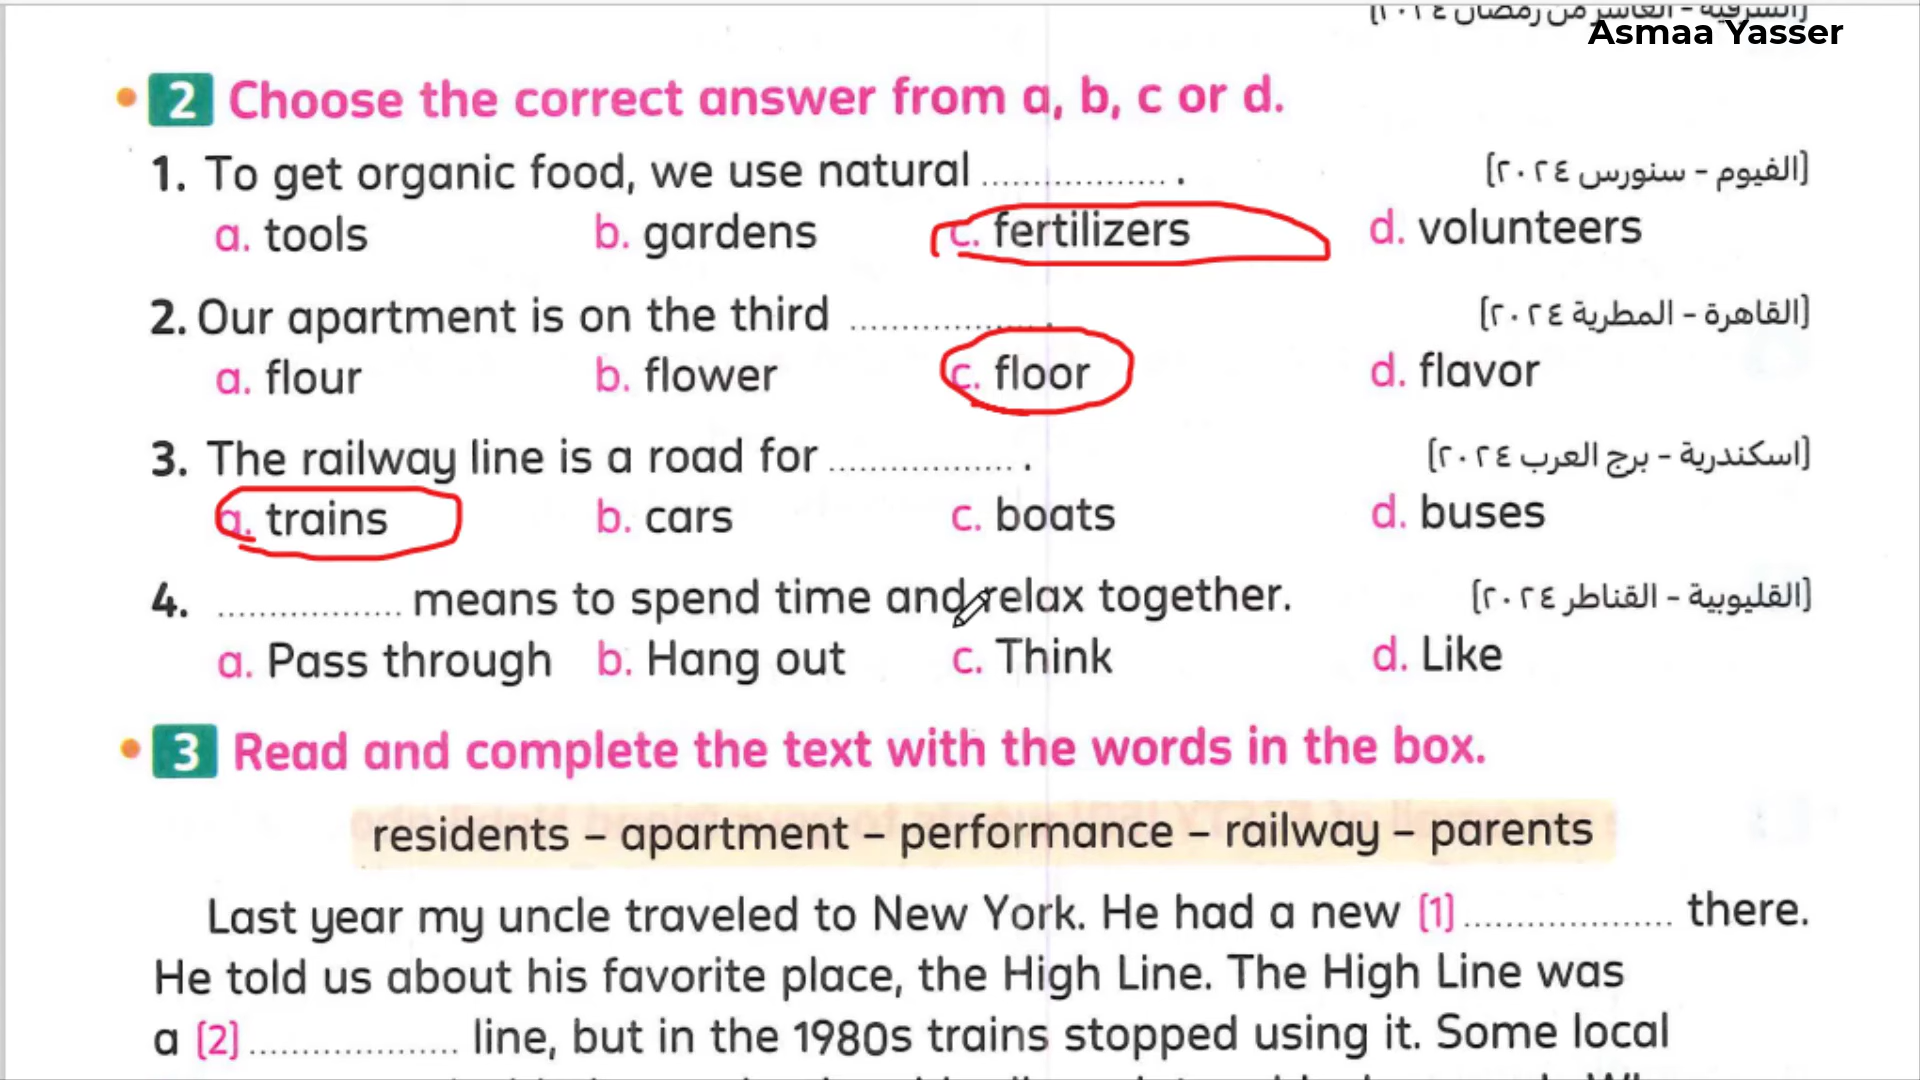 [الشرقية - العاشر من رمضان ٢٠٢٤]
Asmaa Yasser
2 Choose the correct answer from a, b, c or d.
1. To get organic food, we use natural .................. . [الفيوم - سنورس ٢٠٢٤]
a. tools b. gardens c. fertilizers d. volunteers
2. Our apartment is on the third .................. . [القاهرة - المطرية ٢٠٢٤]
a. flour b. flower c. floor d. flavor
3. The railway line is a road for .................. . [اسكندرية - برج العرب ٢٠٢٤]
a. trains b. cars c. boats d. buses
4. .................. means to spend time and relax together. [القليوبية - القناطر ٢٠٢٤]
a. Pass through b. Hang out c. Think d. Like
3 Read and complete the text with the words in the box.
residents – apartment – performance – railway – parents
Last year my uncle traveled to New York. He had a new [1] .................... there.
He told us about his favorite place, the High Line. The High Line was
a [2] .................... line, but in the 1980s trains stopped using it. Some local